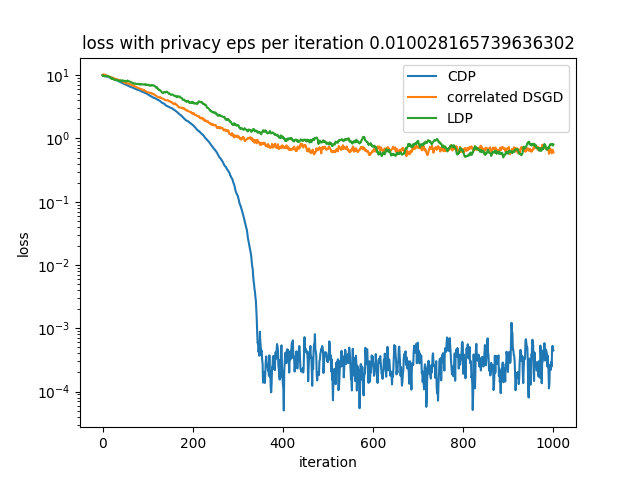 loss with privacy eps per iteration 0.010028165739636302
CDP
correlated DSGD
LDP
loss
10¹
10⁰
10⁻¹
10⁻²
10⁻³
10⁻⁴
0 200 400 600 800 1000
iteration